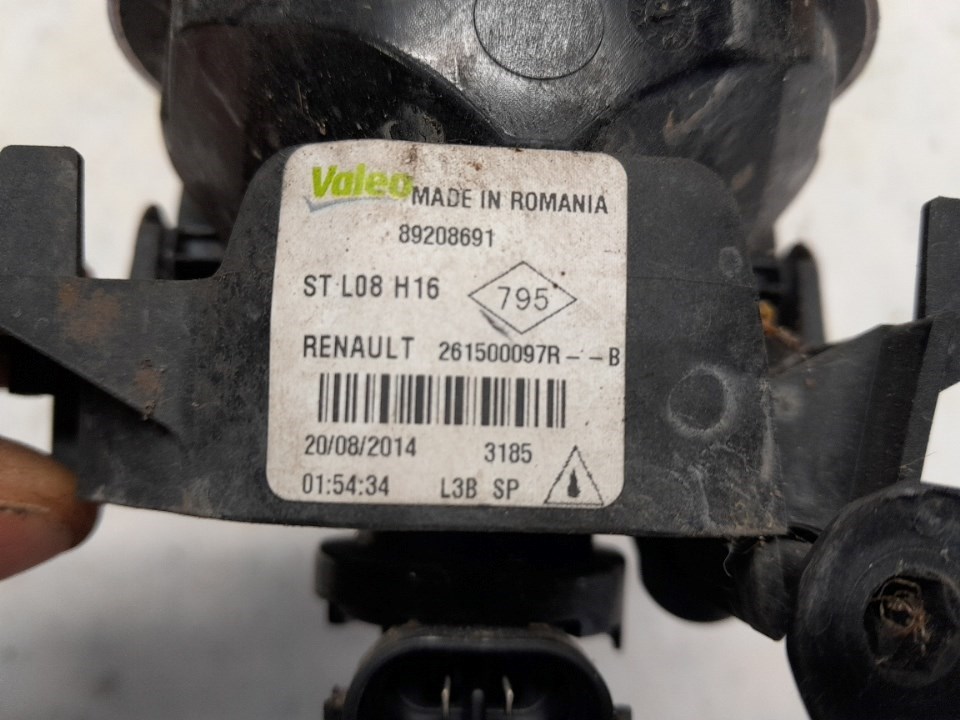 Valeo MADE IN ROMANIA
89208691
ST L08 H16 795
RENAULT 261500097R--B
20/08/2014 3185
01:54:34 L3B SP